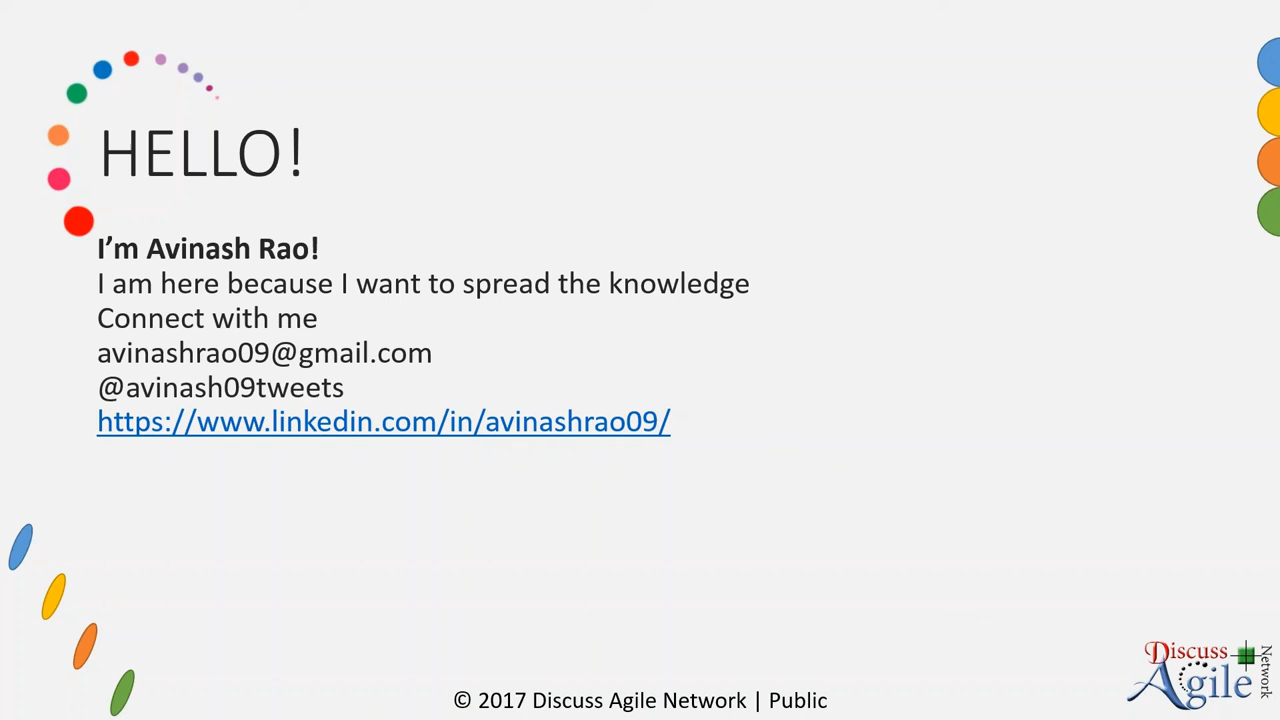 HELLO!
I'm Avinash Rao!
I am here because I want to spread the knowledge
Connect with me
avinashrao09@gmail.com
@avinash09tweets
https://www.linkedin.com/in/avinashrao09/
© 2017 Discuss Agile Network | Public
Discuss
Agile
Network